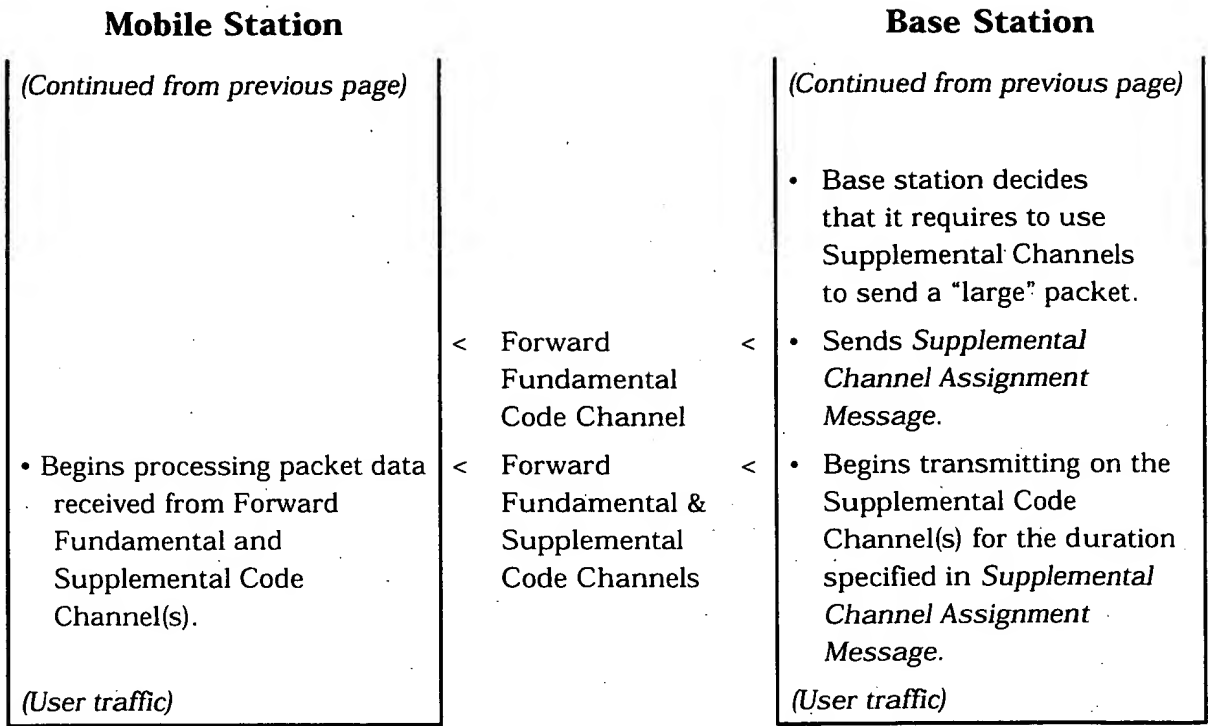 Mobile Station
Base Station
(Continued from previous page)
(Continued from previous page)
• Base station decides
that it requires to use
Supplemental Channels
to send a "large" packet.
< Forward < • Sends Supplemental
Fundamental Channel Assignment
Code Channel Message.
• Begins processing packet data < Forward < • Begins transmitting on the
received from Forward Fundamental & Supplemental Code
Fundamental and Supplemental Channel(s) for the duration
Supplemental Code Code Channels specified in Supplemental
Channel(s). Channel Assignment
Message.
(User traffic) (User traffic)